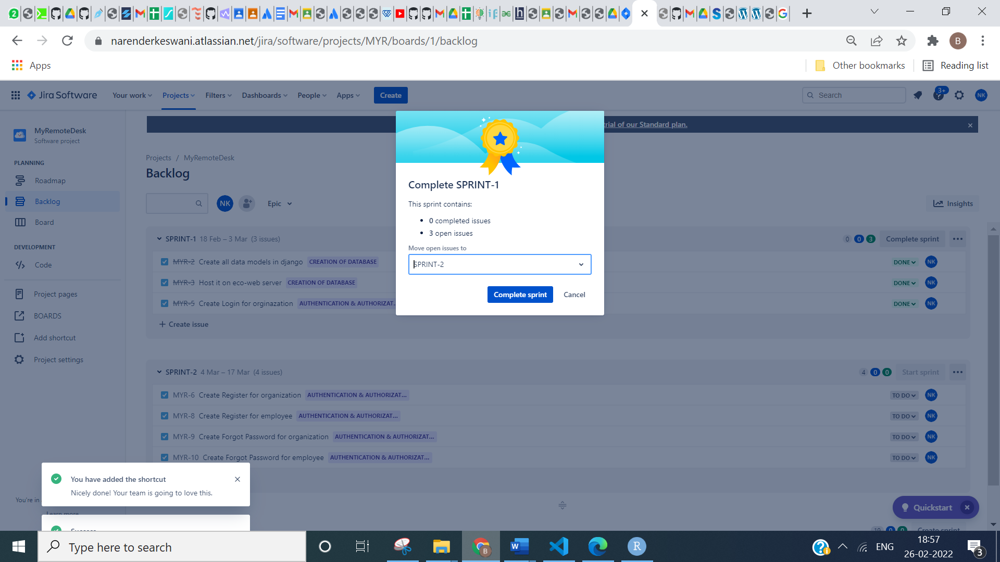 narenderkeswani.atlassian.net/jira/software/projects/MYR/boards/1/backlog
B
Apps
Other bookmarks
Reading list
Jira Software
Your work
Projects
Filters
Dashboards
People
Apps
Create
Search
3+
NK
MyRemoteDesk
Software project
trial of our Standard plan.
PLANNING
Roadmap
Backlog
Board
DEVELOPMENT
Code
Project pages
BOARDS
Add shortcut
Project settings
You're in
Learn more
Projects / MyRemoteDesk
Backlog
NK
Epic
Insights
SPRINT-1 18 Feb – 3 Mar (3 issues)
0 0 3 Complete sprint
MYR-2 Create all data models in django CREATION OF DATABASE DONE NK
MYR-3 Host it on eco-web server CREATION OF DATABASE DONE NK
MYR-5 Create Login for orginazation AUTHENTICATION & AUTHORIZAT... DONE NK
+ Create issue
SPRINT-2 4 Mar – 17 Mar (4 issues)
4 0 0 Start sprint
MYR-6 Create Register for organization AUTHENTICATION & AUTHORIZAT... TO DO NK
MYR-8 Create Register for employee AUTHENTICATION & AUTHORIZAT... TO DO NK
MYR-9 Create Forgot Password for organization AUTHENTICATION & AUTHORIZAT... TO DO NK
MYR-10 Create Forgot Password for employee AUTHENTICATION & AUTHORIZAT... TO DO NK
Complete SPRINT-1
This sprint contains:
• 0 completed issues
• 3 open issues
Move open issues to
SPRINT-2
Complete sprint
Cancel
You have added the shortcut
Nicely done! Your team is going to love this.
Success
Quickstart
19 0 0 Create sprint
Type here to search
ENG
18:57
26-02-2022
3